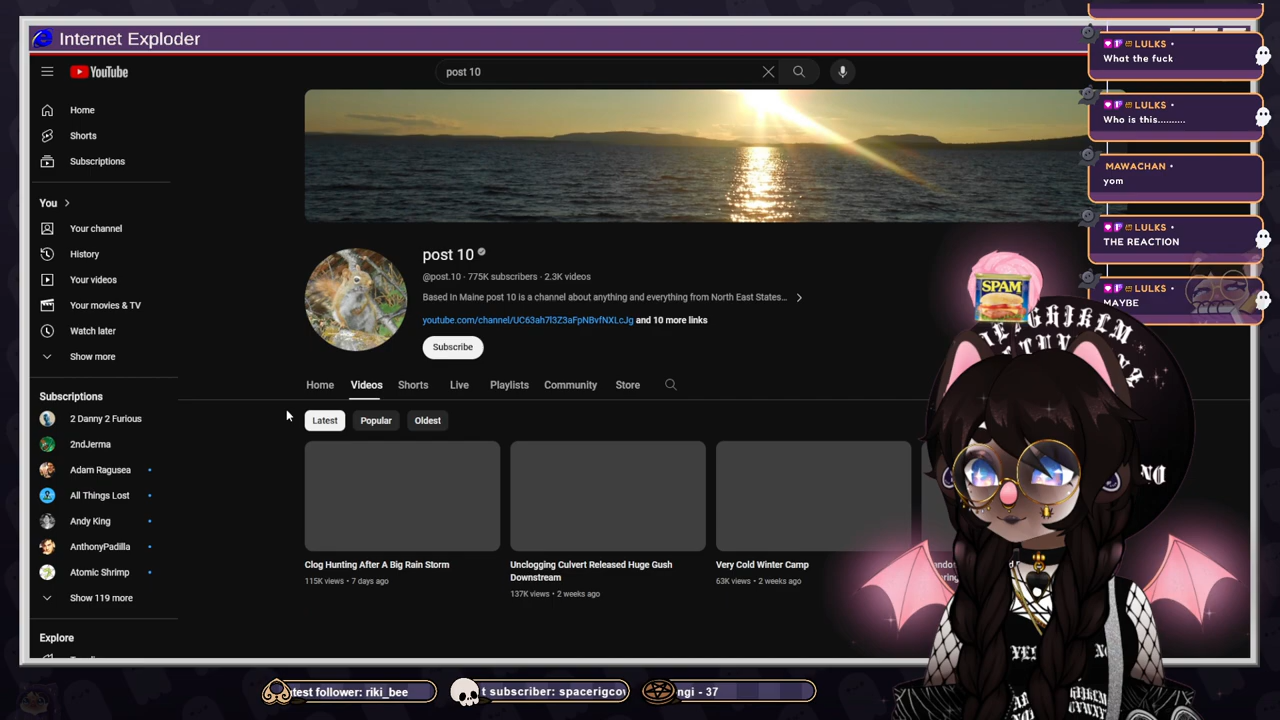 Internet Exploder
YouTube
post 10
Home
Shorts
Subscriptions
You
Your channel
History
Your videos
Your movies & TV
Watch later
Show more
Subscriptions
2 Danny 2 Furious
2ndJerma
Adam Ragusea
All Things Lost
Andy King
AnthonyPadilla
Atomic Shrimp
Show 119 more
Explore
post 10
@post.10 · 775K subscribers · 2.3K videos
Based In Maine post 10 is a channel about anything and everything from North East States...
youtube.com/channel/UC63ah7l3Z3aFpNBvfNXLcJg and 10 more links
Subscribe
Home Videos Shorts Live Playlists Community Store
Latest Popular Oldest
Clog Hunting After A Big Rain Storm
115K views • 7 days ago
Unclogging Culvert Released Huge Gush
Downstream
137K views • 2 weeks ago
Very Cold Winter Camp
63K views • 2 weeks ago
LULKS •
What the fuck
LULKS •
Who is this..........
MAWACHAN •
yom
LULKS •
THE REACTION
LULKS •
MAYBE
SPAM
NO
YES
test follower: riki_bee
t subscriber: spacerigcov
ngi - 37